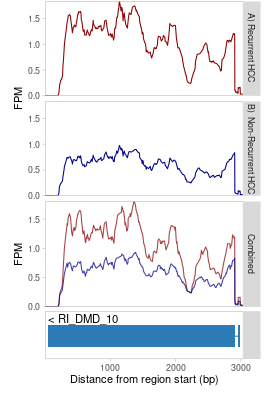 1.5
1.0
0.5
0.0
A) Recurrent HCC
1.5
1.0
0.5
0.0
B) Non-Recurrent HCC
FPM
1.5
1.0
0.5
0.0
Combined
FPM
< RI_DMD_10
1000
2000
3000
Distance from region start (bp)